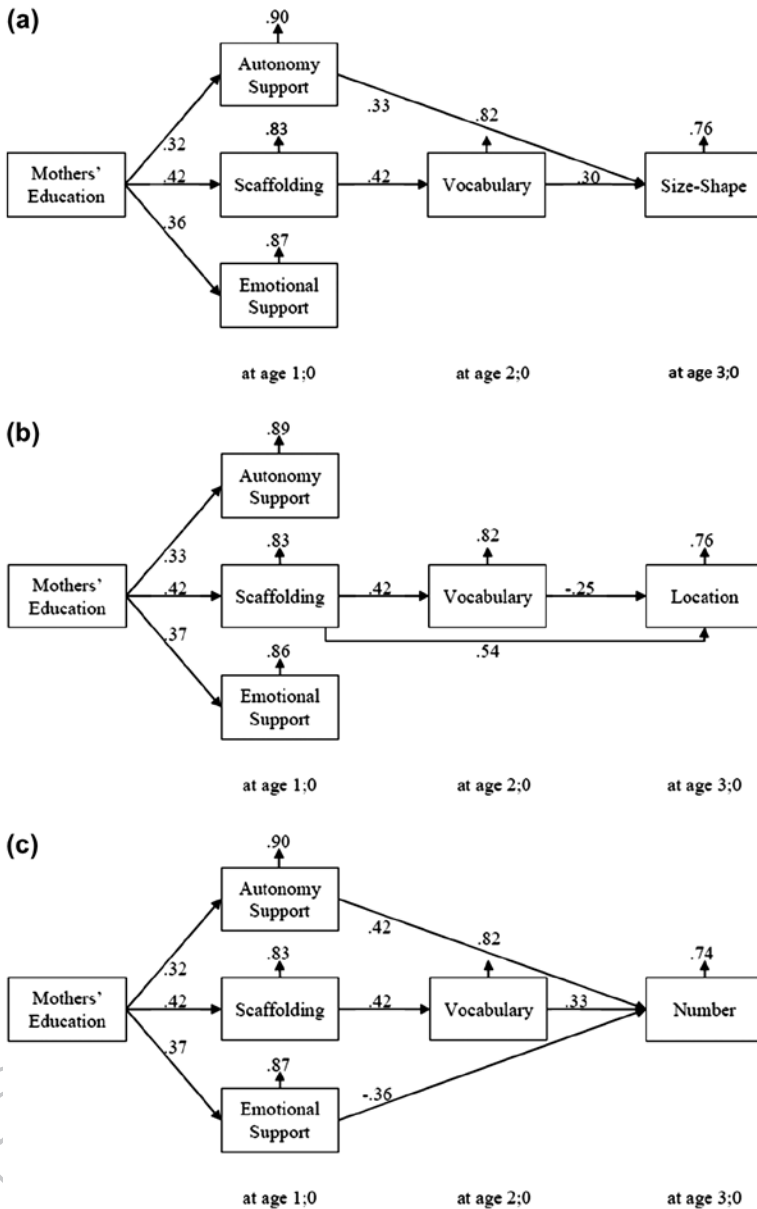 (a)
.90
Autonomy
Support
.33
.82
.32
.83
.76
Mothers'
Education
.42
Scaffolding
.42
Vocabulary
.30
Size-Shape
.36
.87
Emotional
Support
at age 1;0
at age 2;0
at age 3;0
(b)
.89
Autonomy
Support
.33
.83
.82
.76
Mothers'
Education
.42
Scaffolding
.42
Vocabulary
-.25
Location
.37
.54
.86
Emotional
Support
at age 1;0
at age 2;0
at age 3;0
(c)
.90
Autonomy
Support
.42
.82
.32
.83
.74
Mothers'
Education
.42
Scaffolding
.42
Vocabulary
.33
Number
.37
.87
-.36
Emotional
Support
at age 1;0
at age 2;0
at age 3;0